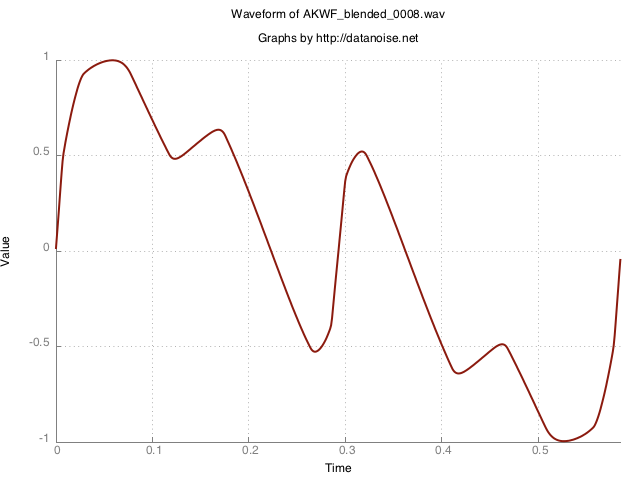 Waveform of AKWF_blended_0008.wav
Graphs by http://datanoise.net
1
0.5
0
-0.5
-1
Value
0 0.1 0.2 0.3 0.4 0.5
Time